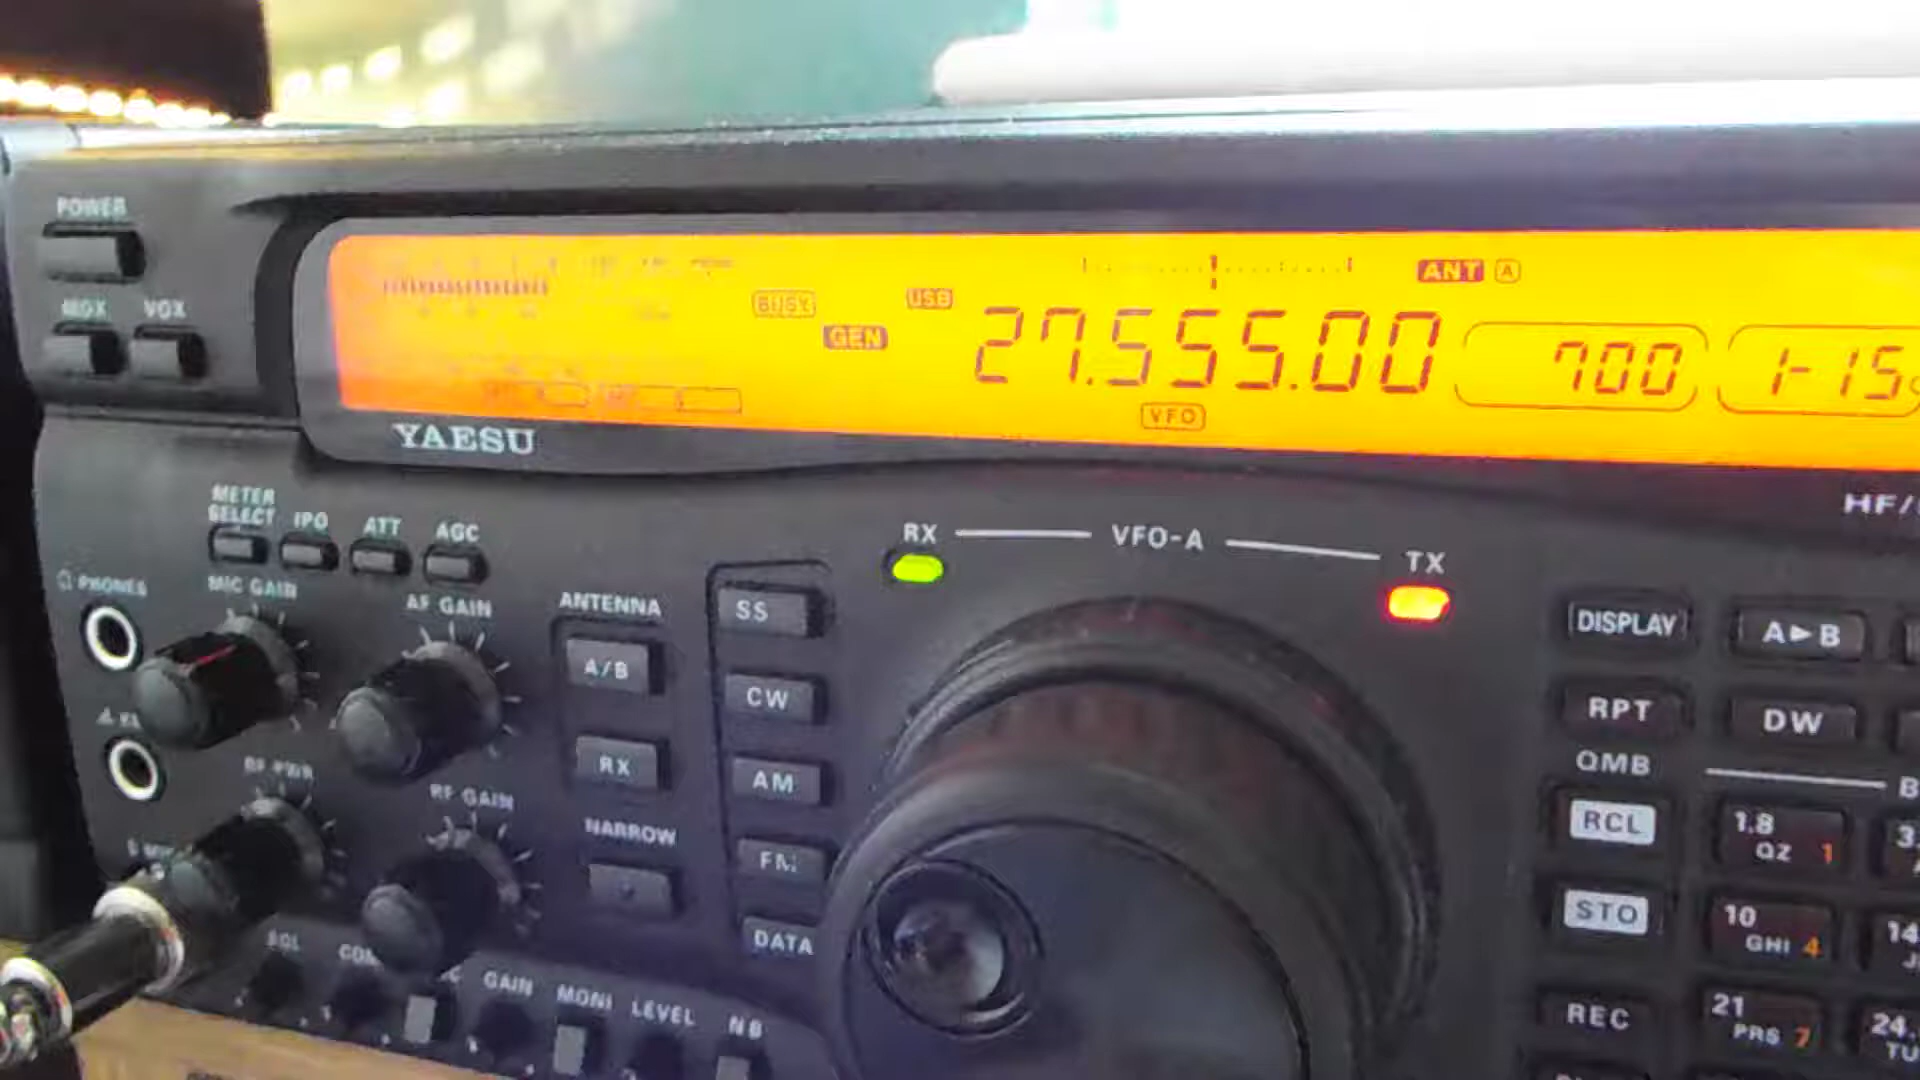 POWER
MOX VOX
BUSY
GEN
USB
27.555.00
VFO
ANT A
700
1-15
YAESU
HF/
METER
SELECT IPO ATT AGC
PHONES MIC GAIN AF GAIN
ANTENNA
A/B
RX
NARROW
RF PWR
RF GAIN
SS
CW
AM
FM
DATA
RX VFO-A TX
DISPLAY A►B
RPT DW
QMB
RCL
STO
REC
1.8
QZ 1
10
GHI 4
21
PRS 7
14
24.
TU
SQL
GAIN MONI LEVEL NB